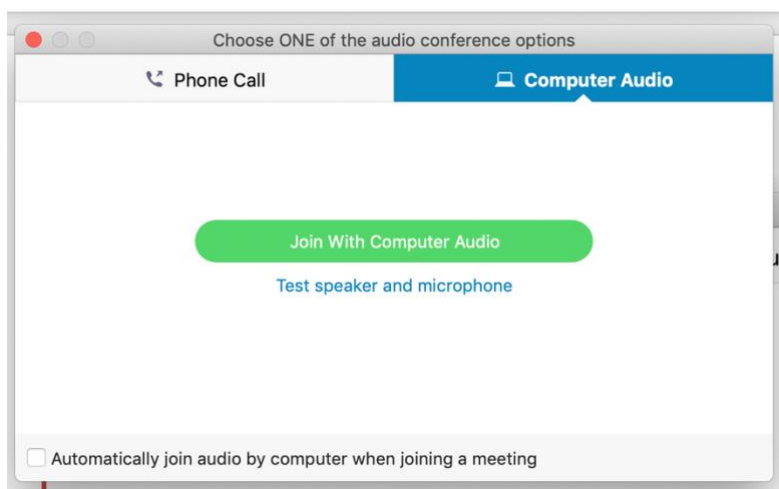 Choose ONE of the audio conference options
Phone Call
Computer Audio
Join With Computer Audio
Test speaker and microphone
Automatically join audio by computer when joining a meeting